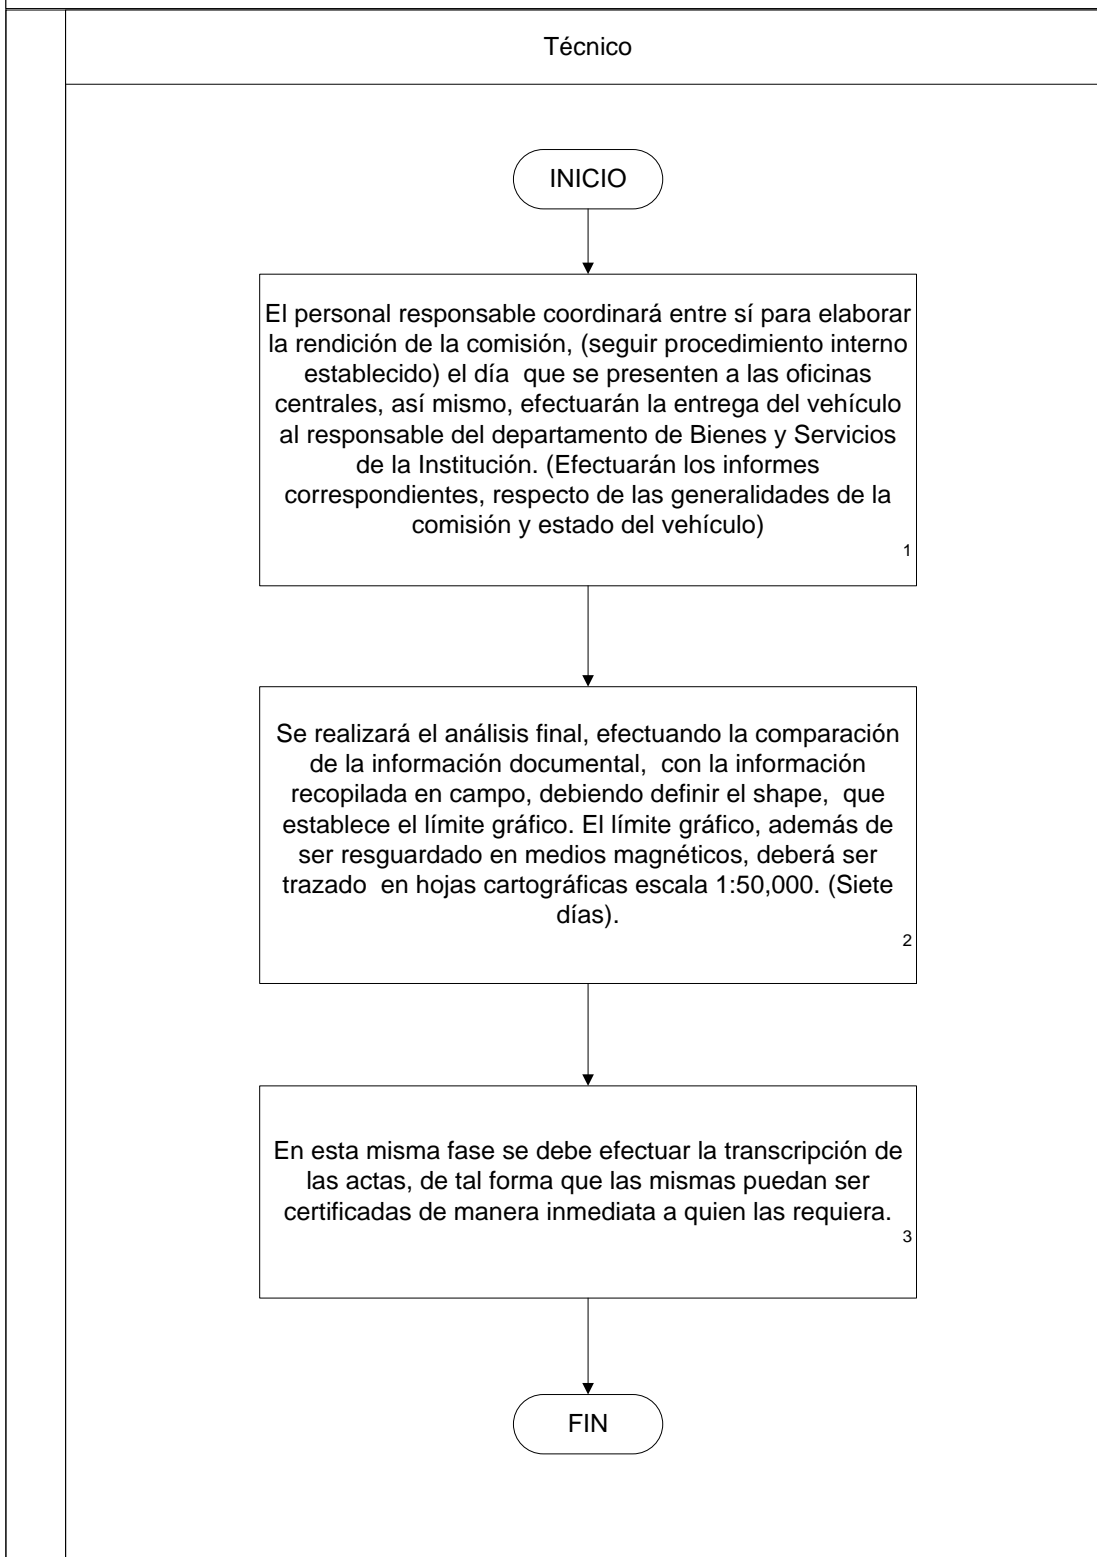 Técnico
INICIO
El personal responsable coordinará entre sí para elaborar
la rendición de la comisión, (seguir procedimiento interno
establecido) el día  que se presenten a las oficinas
centrales, así mismo, efectuarán la entrega del vehículo
al responsable del departamento de Bienes y Servicios
de la Institución. (Efectuarán los informes
correspondientes, respecto de las generalidades de la
comisión y estado del vehículo)
1
Se realizará el análisis final, efectuando la comparación
de la información documental,  con la información
recopilada en campo, debiendo definir el shape,  que
establece el límite gráfico. El límite gráfico, además de
ser resguardado en medios magnéticos, deberá ser
trazado  en hojas cartográficas escala 1:50,000. (Siete
días).
2
En esta misma fase se debe efectuar la transcripción de
las actas, de tal forma que las mismas puedan ser
certificadas de manera inmediata a quien las requiera.
3
FIN